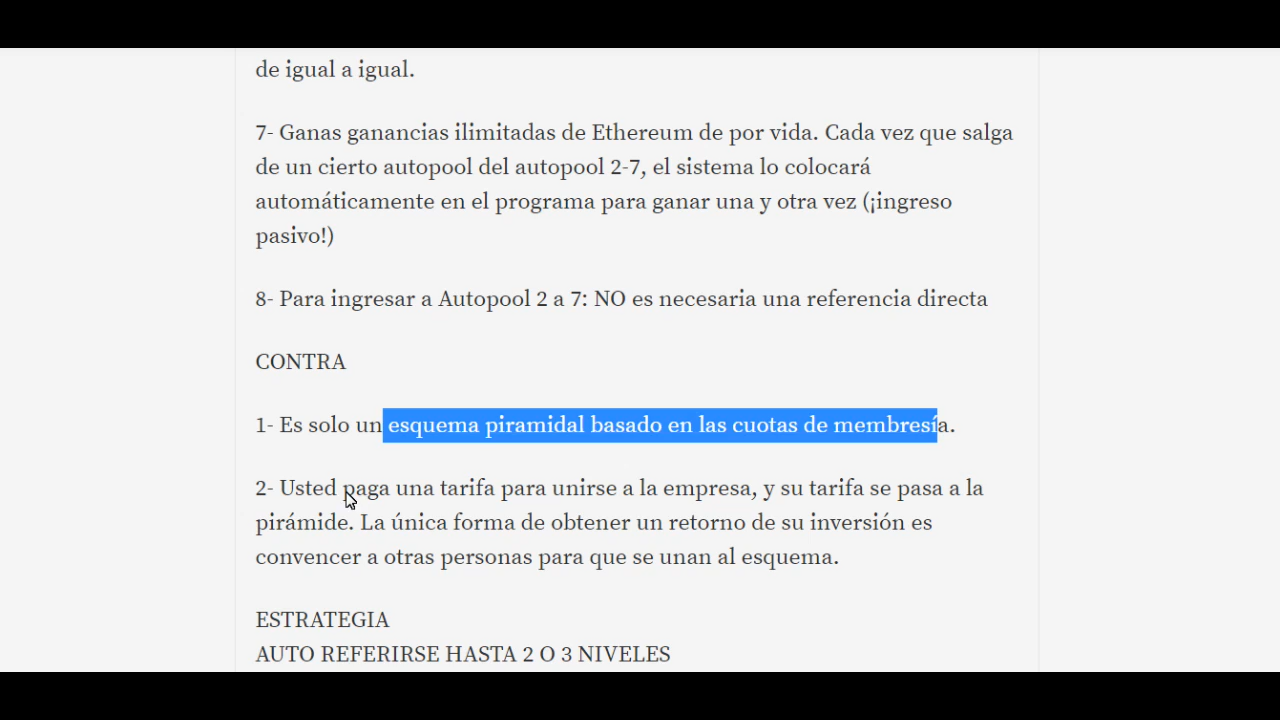 de igual a igual.
7- Ganas ganancias ilimitadas de Ethereum de por vida. Cada vez que salga
de un cierto autopool del autopool 2-7, el sistema lo colocará
automáticamente en el programa para ganar una y otra vez (¡ingreso
pasivo!)
8- Para ingresar a Autopool 2 a 7: NO es necesaria una referencia directa
CONTRA
1- Es solo un esquema piramidal basado en las cuotas de membresía.
2- Usted paga una tarifa para unirse a la empresa, y su tarifa se pasa a la
pirámide. La única forma de obtener un retorno de su inversión es
convencer a otras personas para que se unan al esquema.
ESTRATEGIA
AUTO REFERIRSE HASTA 2 O 3 NIVELES